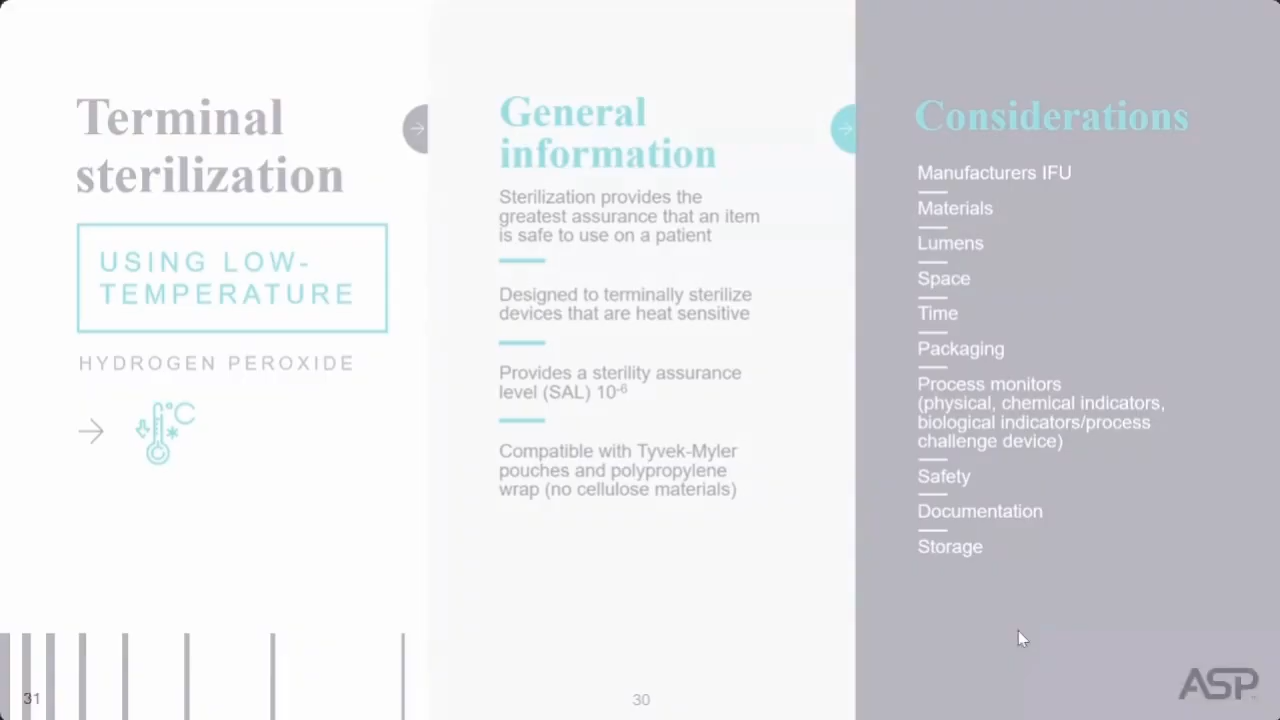 Terminal
sterilization
USING LOW-
TEMPERATURE
HYDROGEN PEROXIDE
°C
31
General
information
Sterilization provides the
greatest assurance that an item
is safe to use on a patient
Designed to terminally sterilize
devices that are heat sensitive
Provides a sterility assurance
level (SAL) 10⁻⁶
Compatible with Tyvek-Myler
pouches and polypropylene
wrap (no cellulose materials)
30
Considerations
Manufacturers IFU
Materials
Lumens
Space
Time
Packaging
Process monitors
(physical, chemical indicators,
biological indicators/process
challenge device)
Safety
Documentation
Storage
ASP